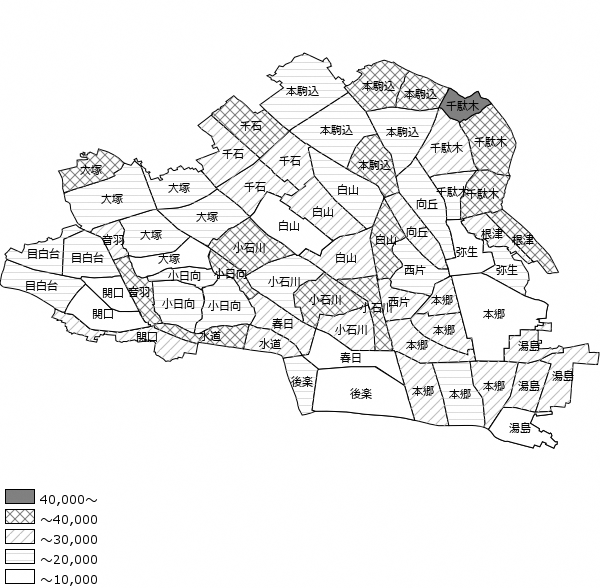 本駒込
本駒込
本駒込
千駄木
千石
本駒込
本駒込
千駄木
千駄木
千石
千石
本駒込
大塚
大塚
大塚
千石
白山
千駄木
千駄木
向丘
大塚
白山
白山
向丘
根津
根津
音羽
大塚
小石川
白山
弥生
目白台
目白台
大塚
小日向
小日向
白山
西片
弥生
目白台
関口
音羽
小日向
小日向
小石川
小石川
小石川
西片
本郷
本郷
関口
関口
水道
春日
小石川
本郷
水道
春日
本郷
湯島
後楽
後楽
本郷
本郷
本郷
湯島
湯島
湯島
40,000～
～40,000
～30,000
～20,000
～10,000